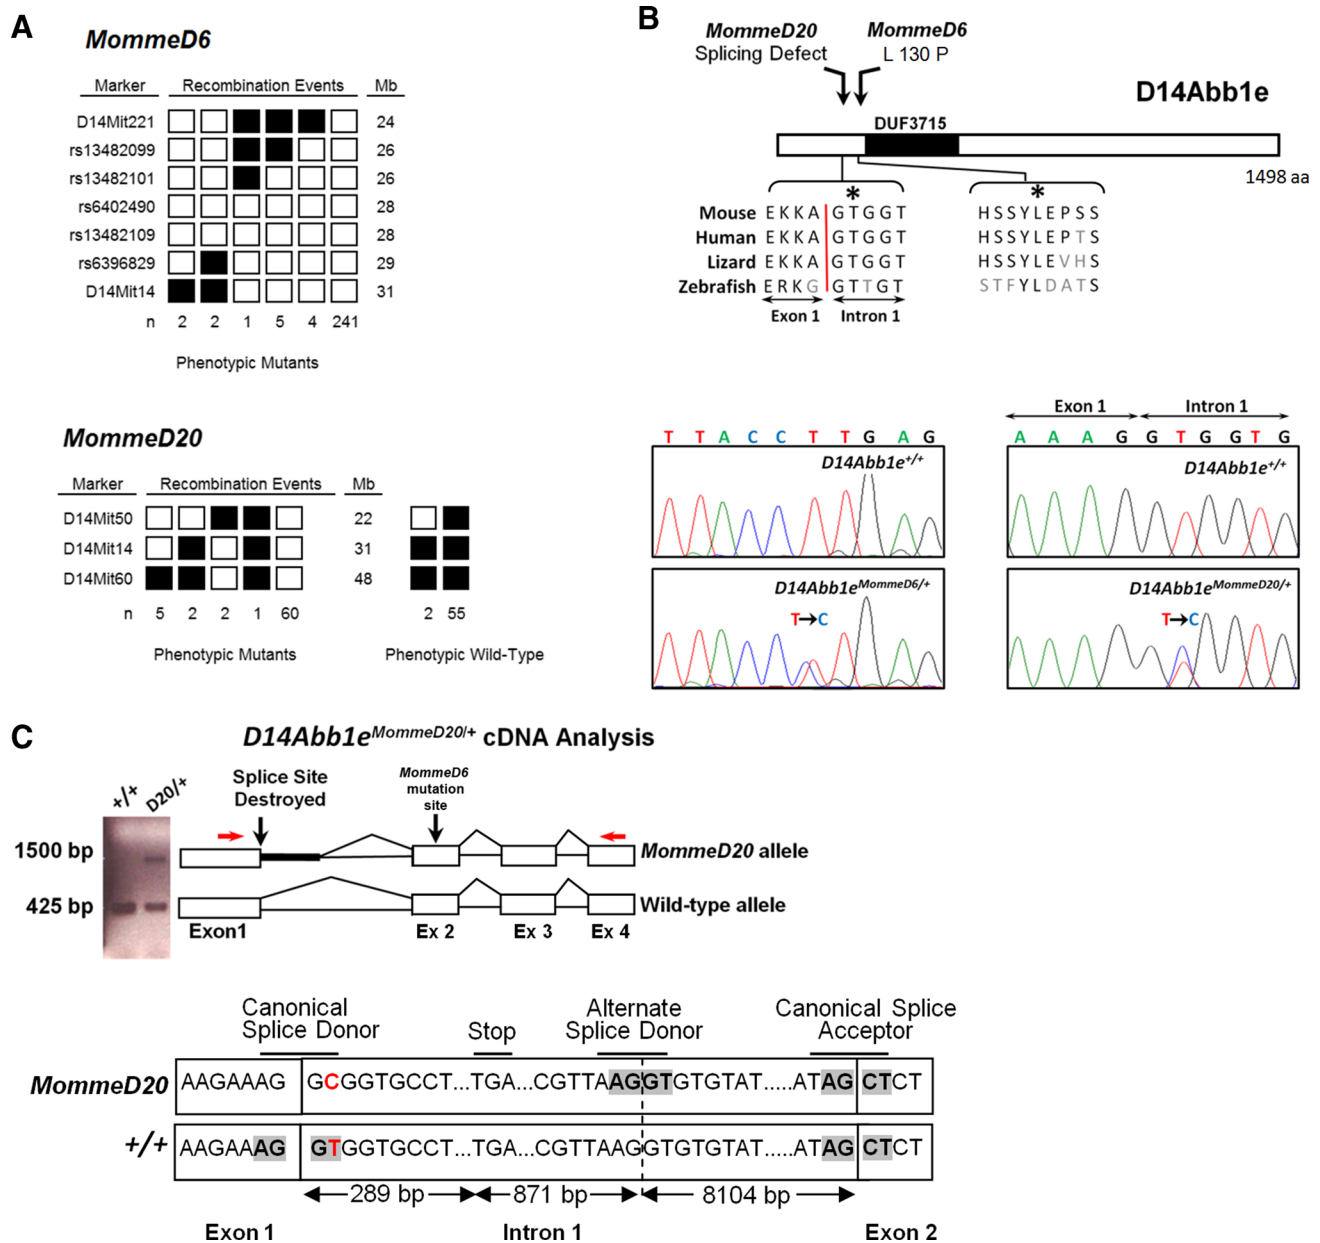 A
MommeD6
Marker Recombination Events Mb
D14Mit221 24
rs13482099 26
rs13482101 26
rs6402490 28
rs13482109 28
rs6396829 29
D14Mit14 31
n 2 2 1 5 4 241
Phenotypic Mutants
MommeD20
Marker Recombination Events Mb
D14Mit50 22
D14Mit14 31
D14Mit60 48
n 5 2 2 1 60 2 55
Phenotypic Mutants Phenotypic Wild-Type
B
MommeD20 MommeD6
Splicing Defect L 130 P
D14Abb1e
DUF3715
1498 aa
* *
Mouse EKKA GTGGT HSSYLEPSS
Human EKKA GTGGT HSSYLEPTS
Lizard EKKA GTGGT HSSYLEVHS
Zebrafish ERKG GTTGT STFYLDATS
Exon 1 Intron 1
Exon 1 Intron 1
T T A C C T T G A G A A A G G T G G T G
D14Abb1e+/+ D14Abb1e+/+
D14Abb1eMommeD6/+ D14Abb1eMommeD20/+
T→C T→C
C
D14Abb1eMommeD20/+ cDNA Analysis
+/+ D20/+
Splice Site Destroyed
MommeD6 mutation site
1500 bp MommeD20 allele
425 bp Wild-type allele
Exon1 Ex 2 Ex 3 Ex 4
Canonical Splice Donor Stop Alternate Splice Donor Canonical Splice Acceptor
MommeD20 AAGAAAG GCGGTGCCT...TGA...CGTTAAGGTGTGTAT.....ATAG CTCT
+/+ AAGAAAG GTGGTGCCT...TGA...CGTTAAGGTGTGTAT.....ATAG CTCT
289 bp 871 bp 8104 bp
Exon 1 Intron 1 Exon 2